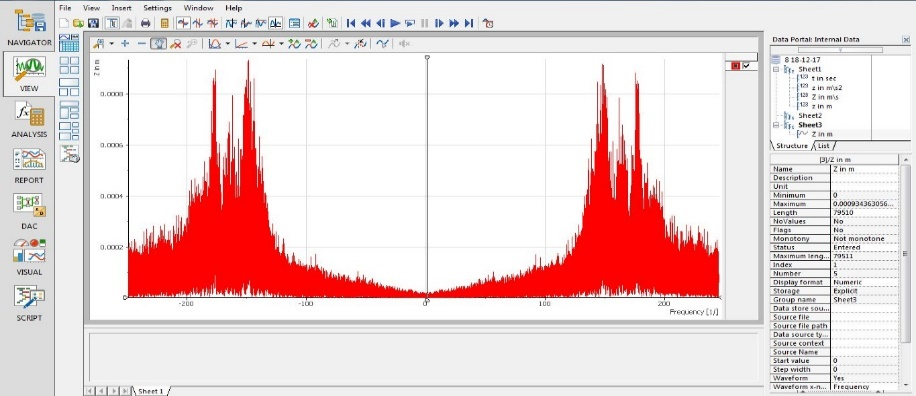 File View Insert Settings Window Help
NAVIGATOR
VIEW
ANALYSIS
REPORT
DAC
VISUAL
SCRIPT
Z in m
0.0008
0.0006
0.0004
0.0002
0
-200 -100 0 100 200
Frequency [1/]
Sheet 1
Data Portal: Internal Data
8 18-12-17
Sheet1
t in sec
z in m\s2
Z in m\s
z in m
Sheet2
Sheet3
Z in m
Structure List
[3]/Z in m
Name Z in m
Description
Unit
Minimum 0
Maximum 0.000934363056...
Length 79510
NoValues No
Flags No
Monotony Not monotone
Status Entered
Maximum leng... 79511
Index 1
Number 5
Display format Numeric
Storage Explicit
Group name Sheet3
Data store sou...
Source file
Source file path
Data source ty...
Source context
Source Name
Start value 0
Step width 0
Waveform Yes
Waveform x-n... Frequency